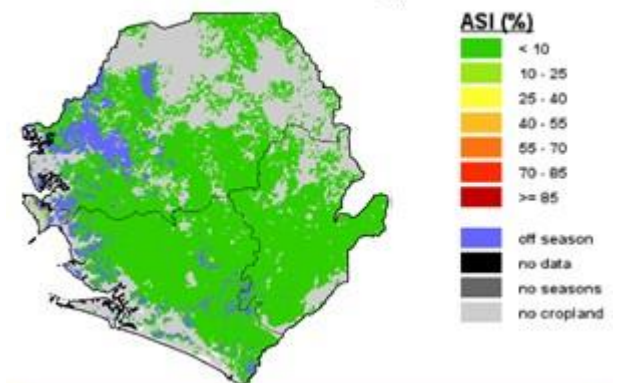 ASI (%)
< 10
10 - 25
25 - 40
40 - 55
55 - 70
70 - 85
>= 85
off season
no data
no seasons
no cropland